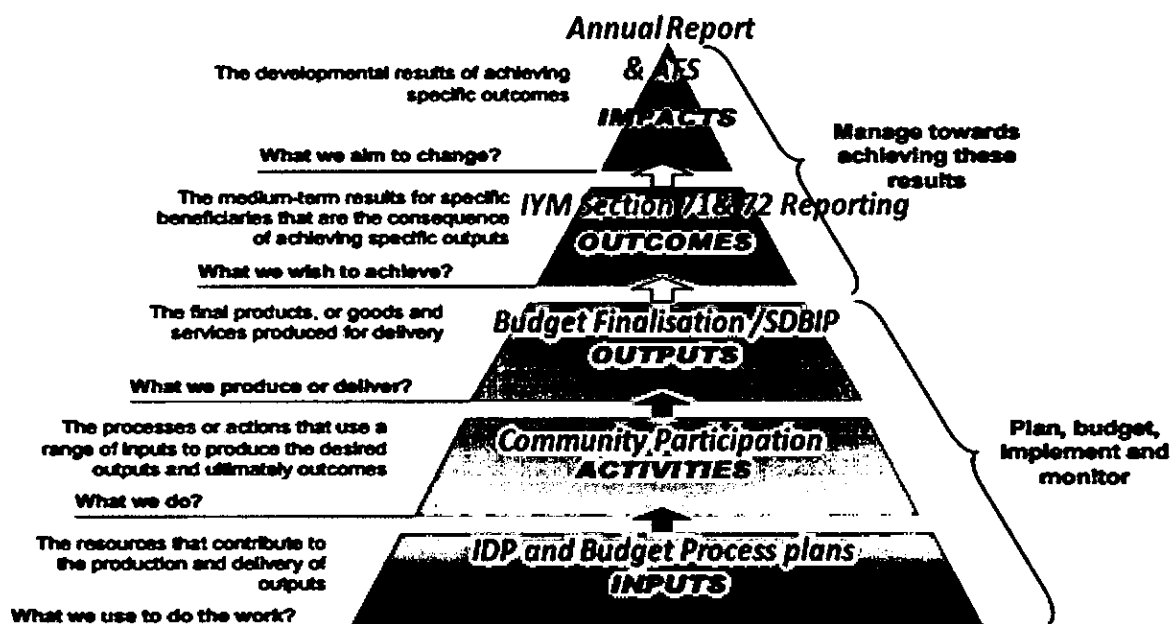 Annual Report
& AFS
IMPACTS
The developmental results of achieving
specific outcomes
What we aim to change?
Manage towards
achieving these
results
The medium-term results for specific
beneficiaries that are the consequence
of achieving specific outputs
IYM Section 71& 72 Reporting
OUTCOMES
What we wish to achieve?
The final products, or goods and
services produced for delivery
Budget Finalisation /SDBIP
OUTPUTS
What we produce or deliver?
The processes or actions that use a
range of inputs to produce the desired
outputs and ultimately outcomes
Community Participation
ACTIVITIES
What we do?
Plan, budget,
implement and
monitor
The resources that contribute to
the production and delivery of
outputs
IDP and Budget Process plans
INPUTS
What we use to do the work?